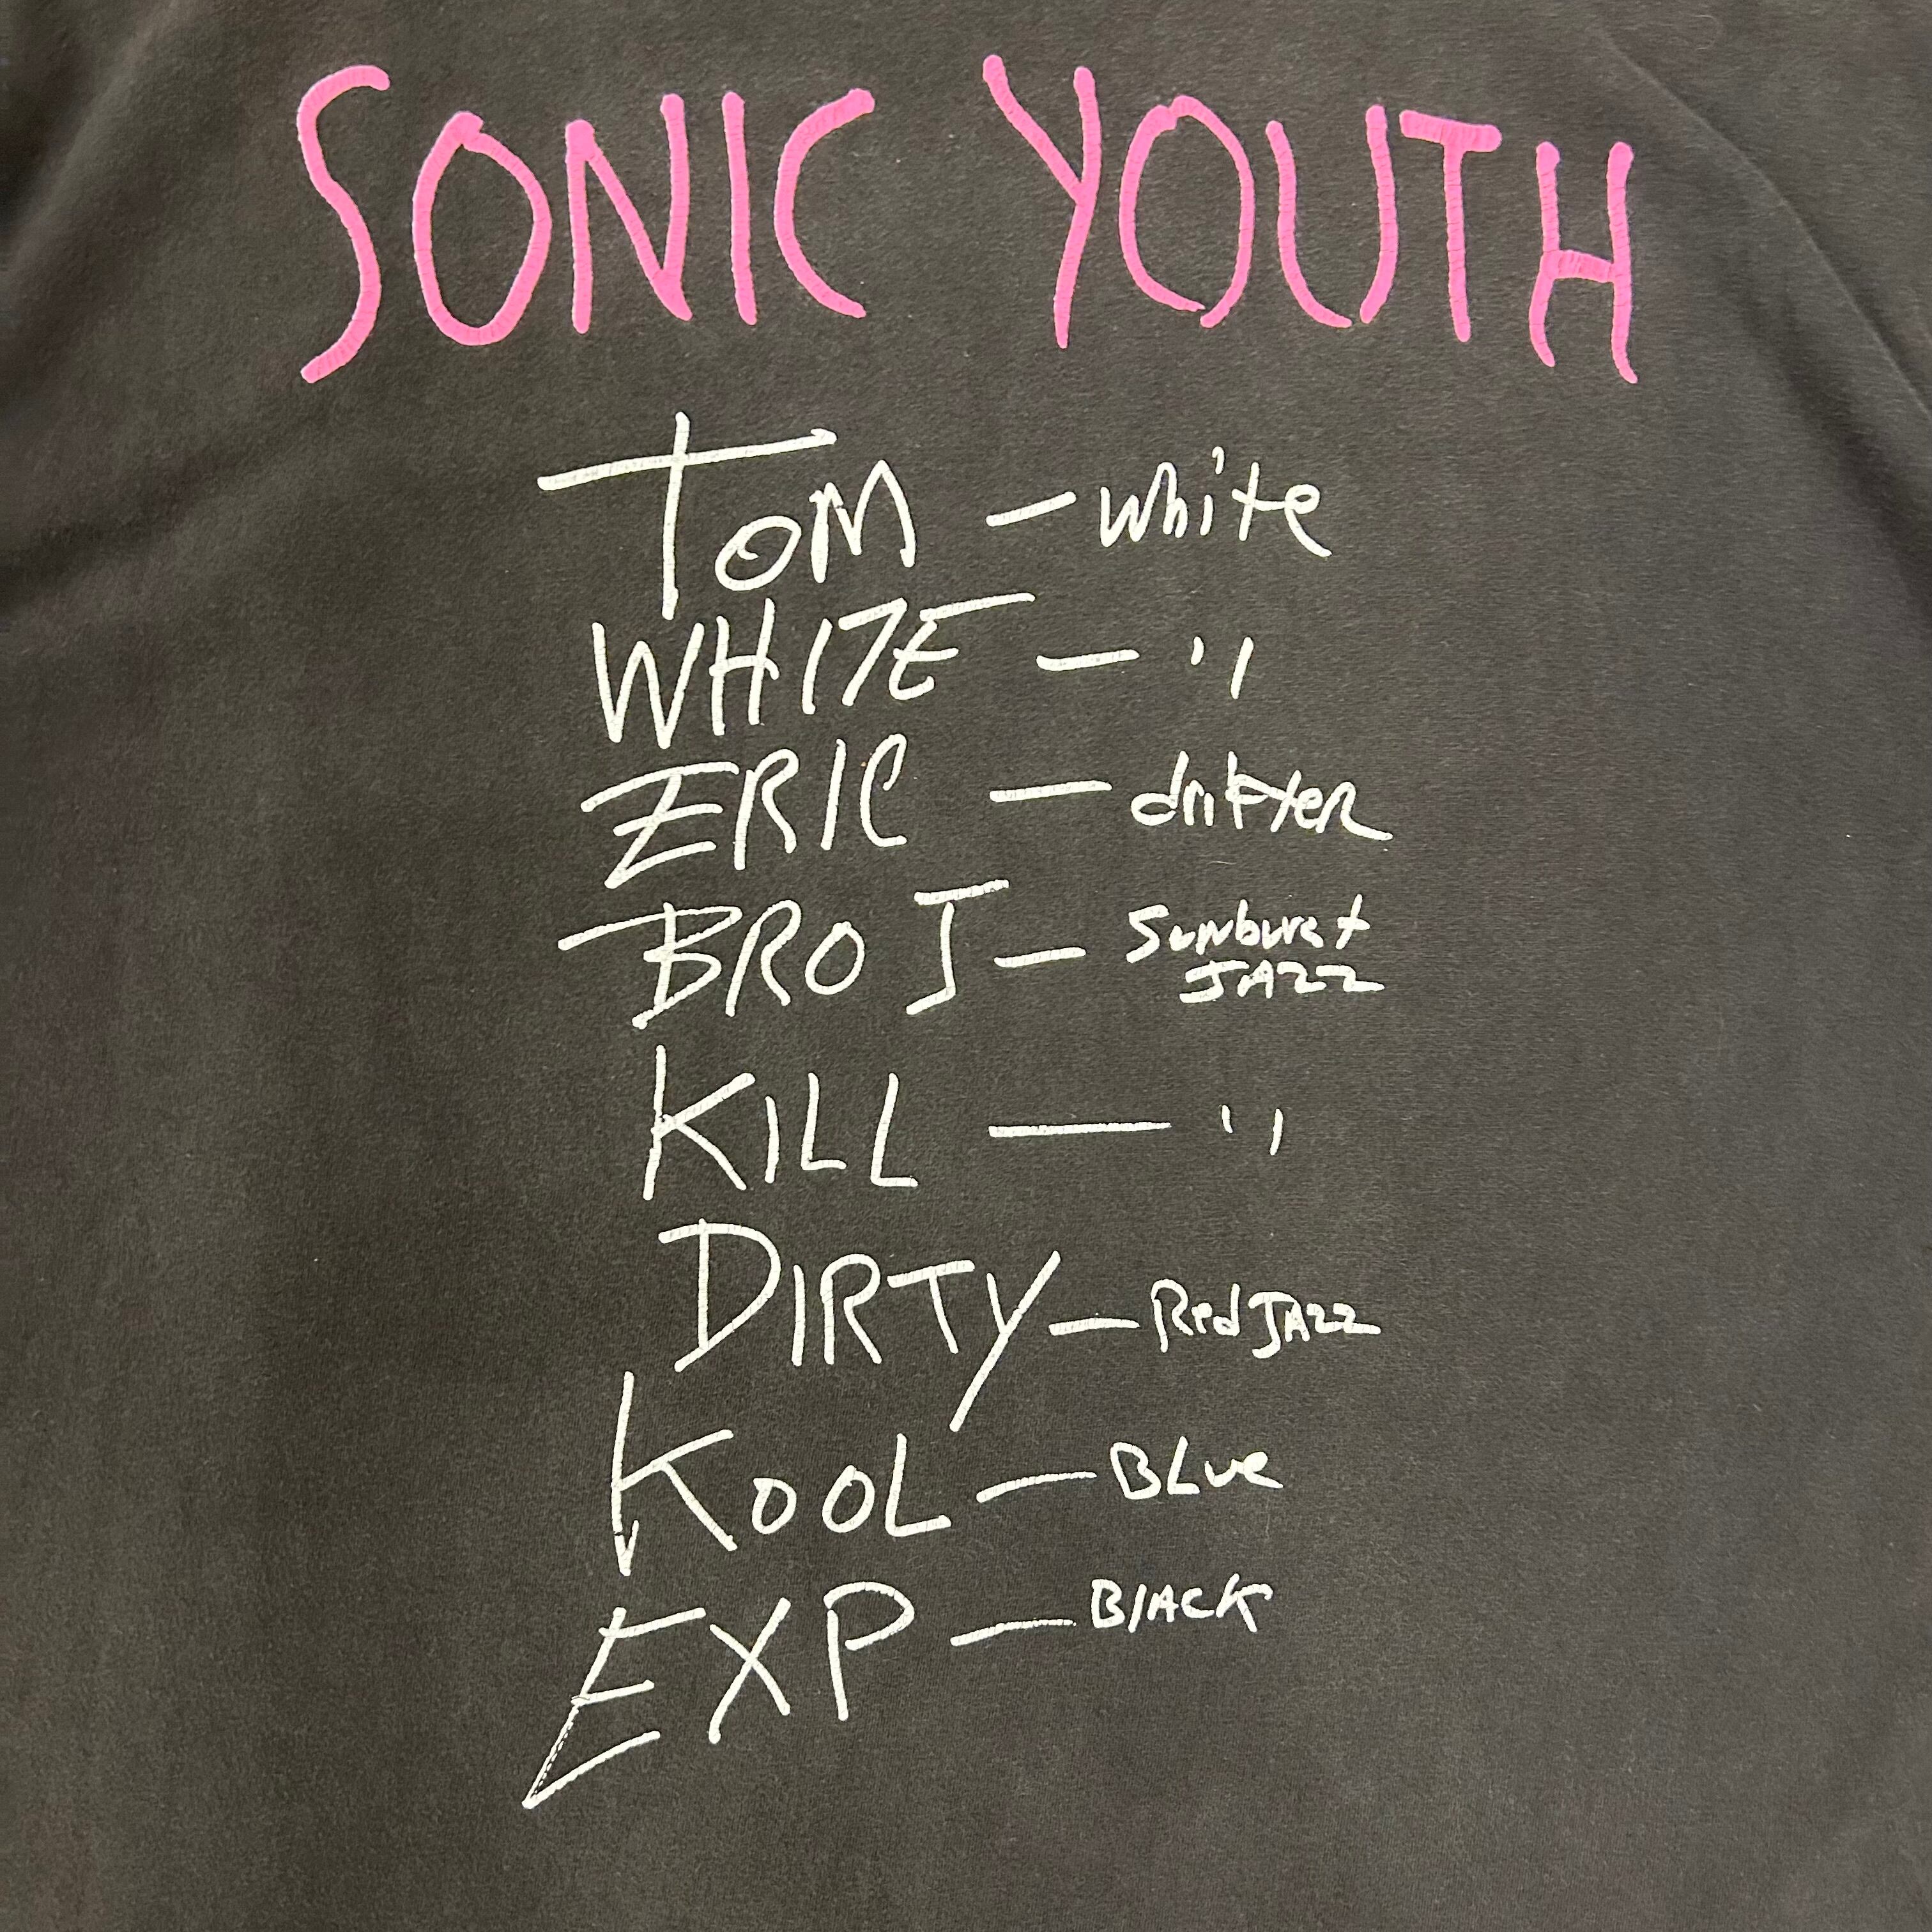 SONIC YOUTH
TOM — White
WHITE — "
ERIC — drifter
BRO J — Sunburst
JAZZ
KILL — "
DIRTY — Red JAZZ
KOOL — BLue
EXP — BlACK